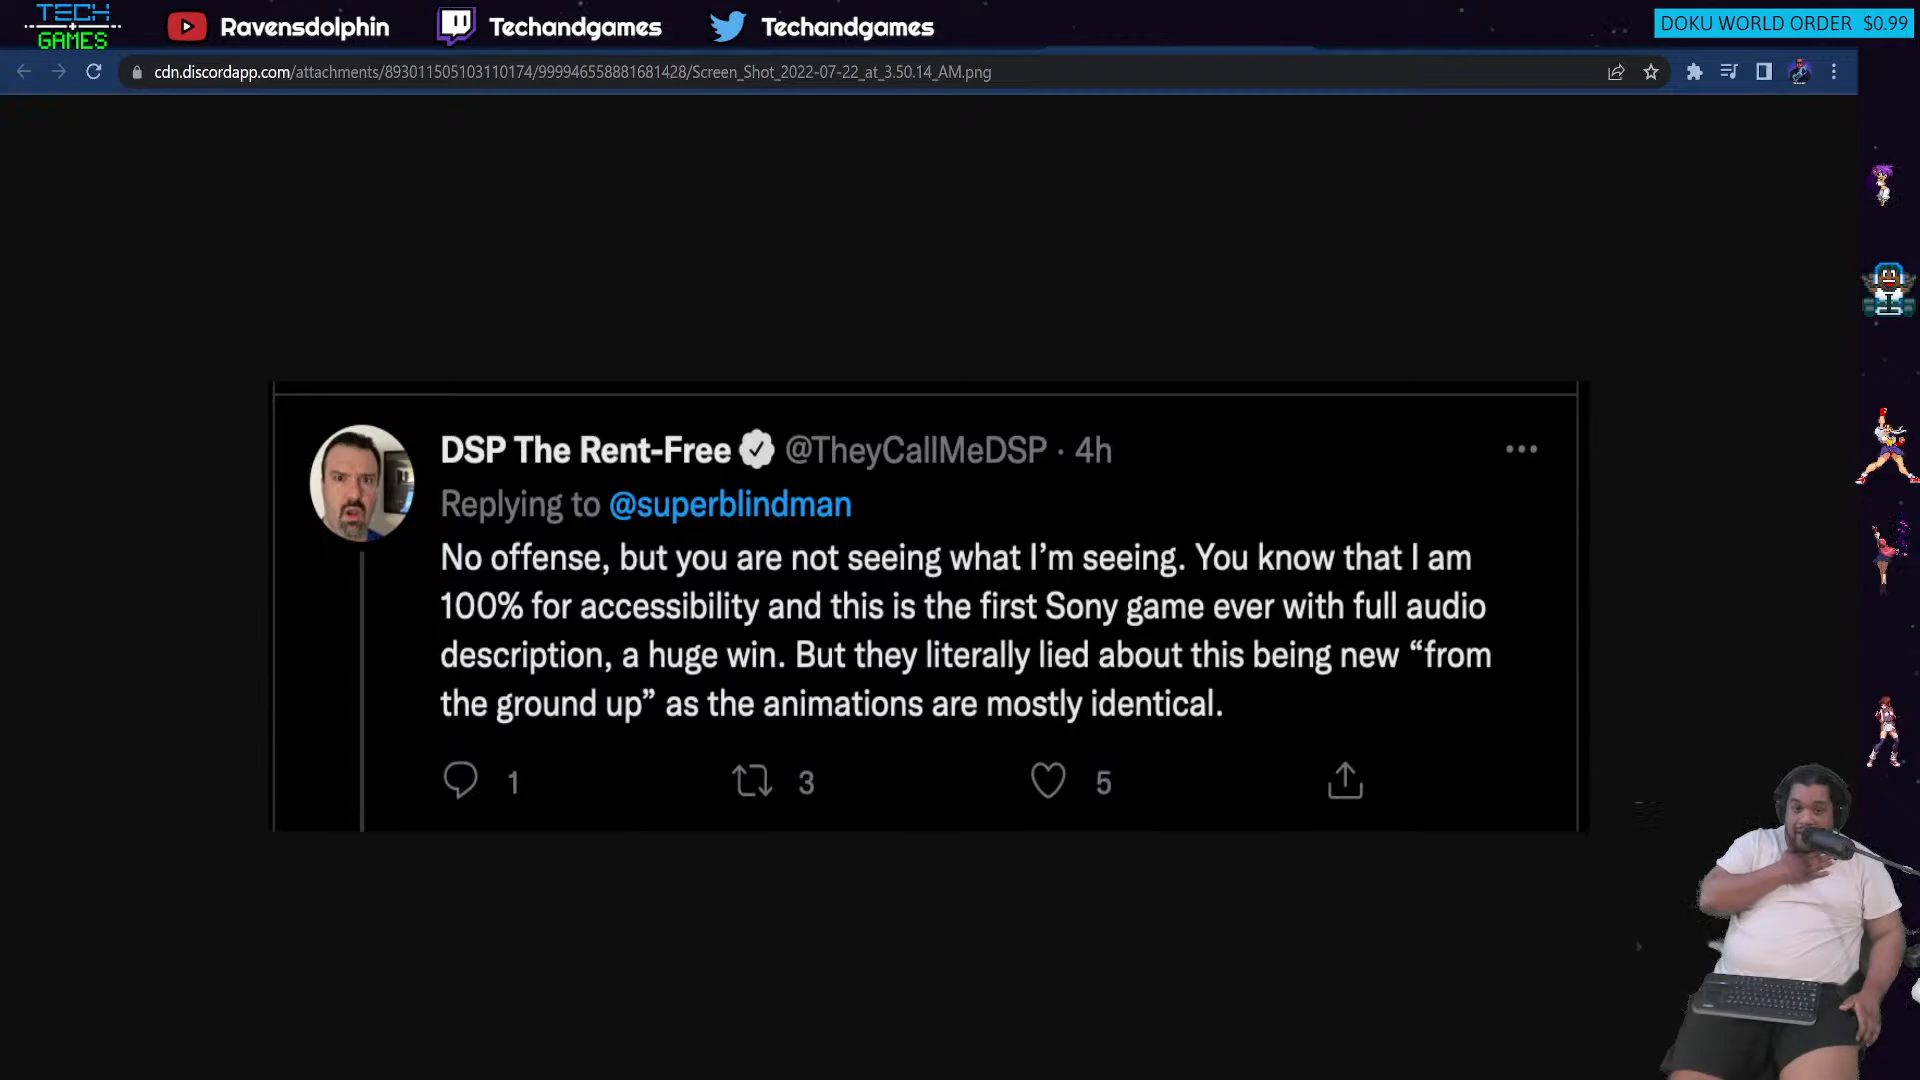 TECH
GAMES
Ravensdolphin
Techandgames
Techandgames
DOKU WORLD ORDER $0.99
cdn.discordapp.com/attachments/893011505103110174/999946558881681428/Screen_Shot_2022-07-22_at_3.50.14_AM.png
DSP The Rent-Free @TheyCallMeDSP · 4h
Replying to @superblindman
No offense, but you are not seeing what I’m seeing. You know that I am
100% for accessibility and this is the first Sony game ever with full audio
description, a huge win. But they literally lied about this being new “from
the ground up” as the animations are mostly identical.
1 3 5